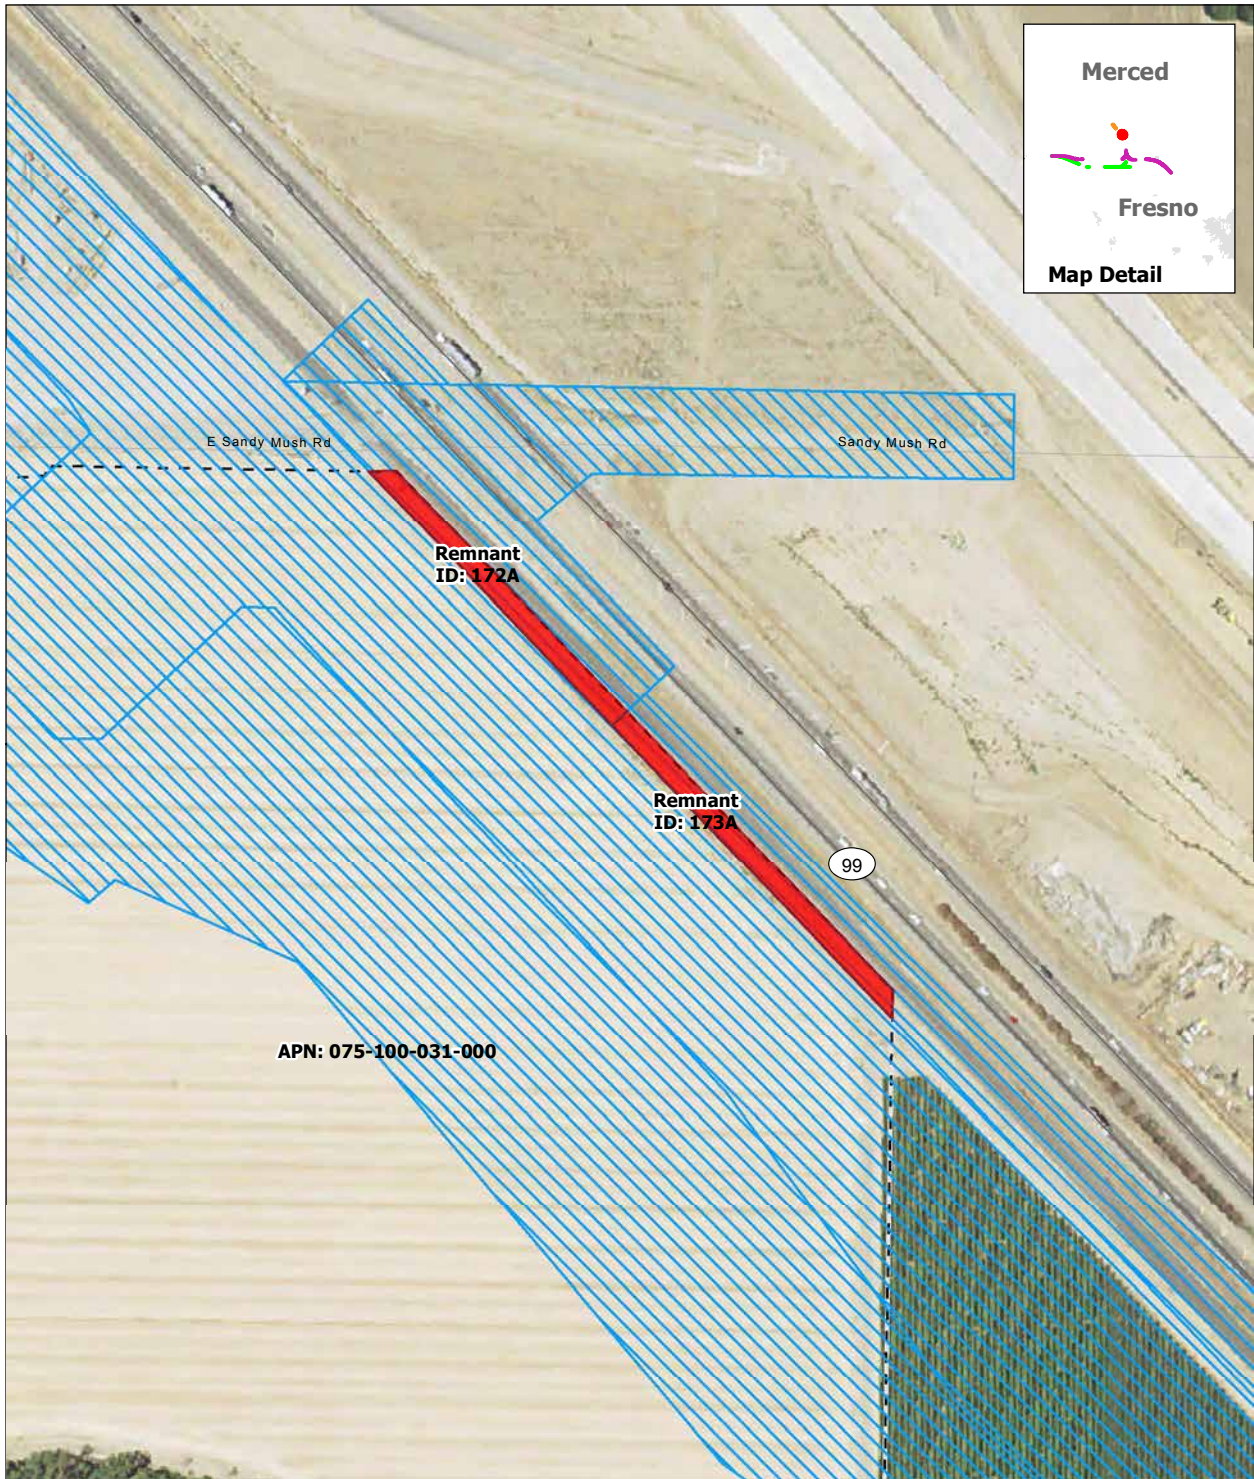 Merced
Fresno
Map Detail
E Sandy Mush Rd
Sandy Mush Rd
Remnant
ID: 172A
Remnant
ID: 173A
99
APN: 075-100-031-000